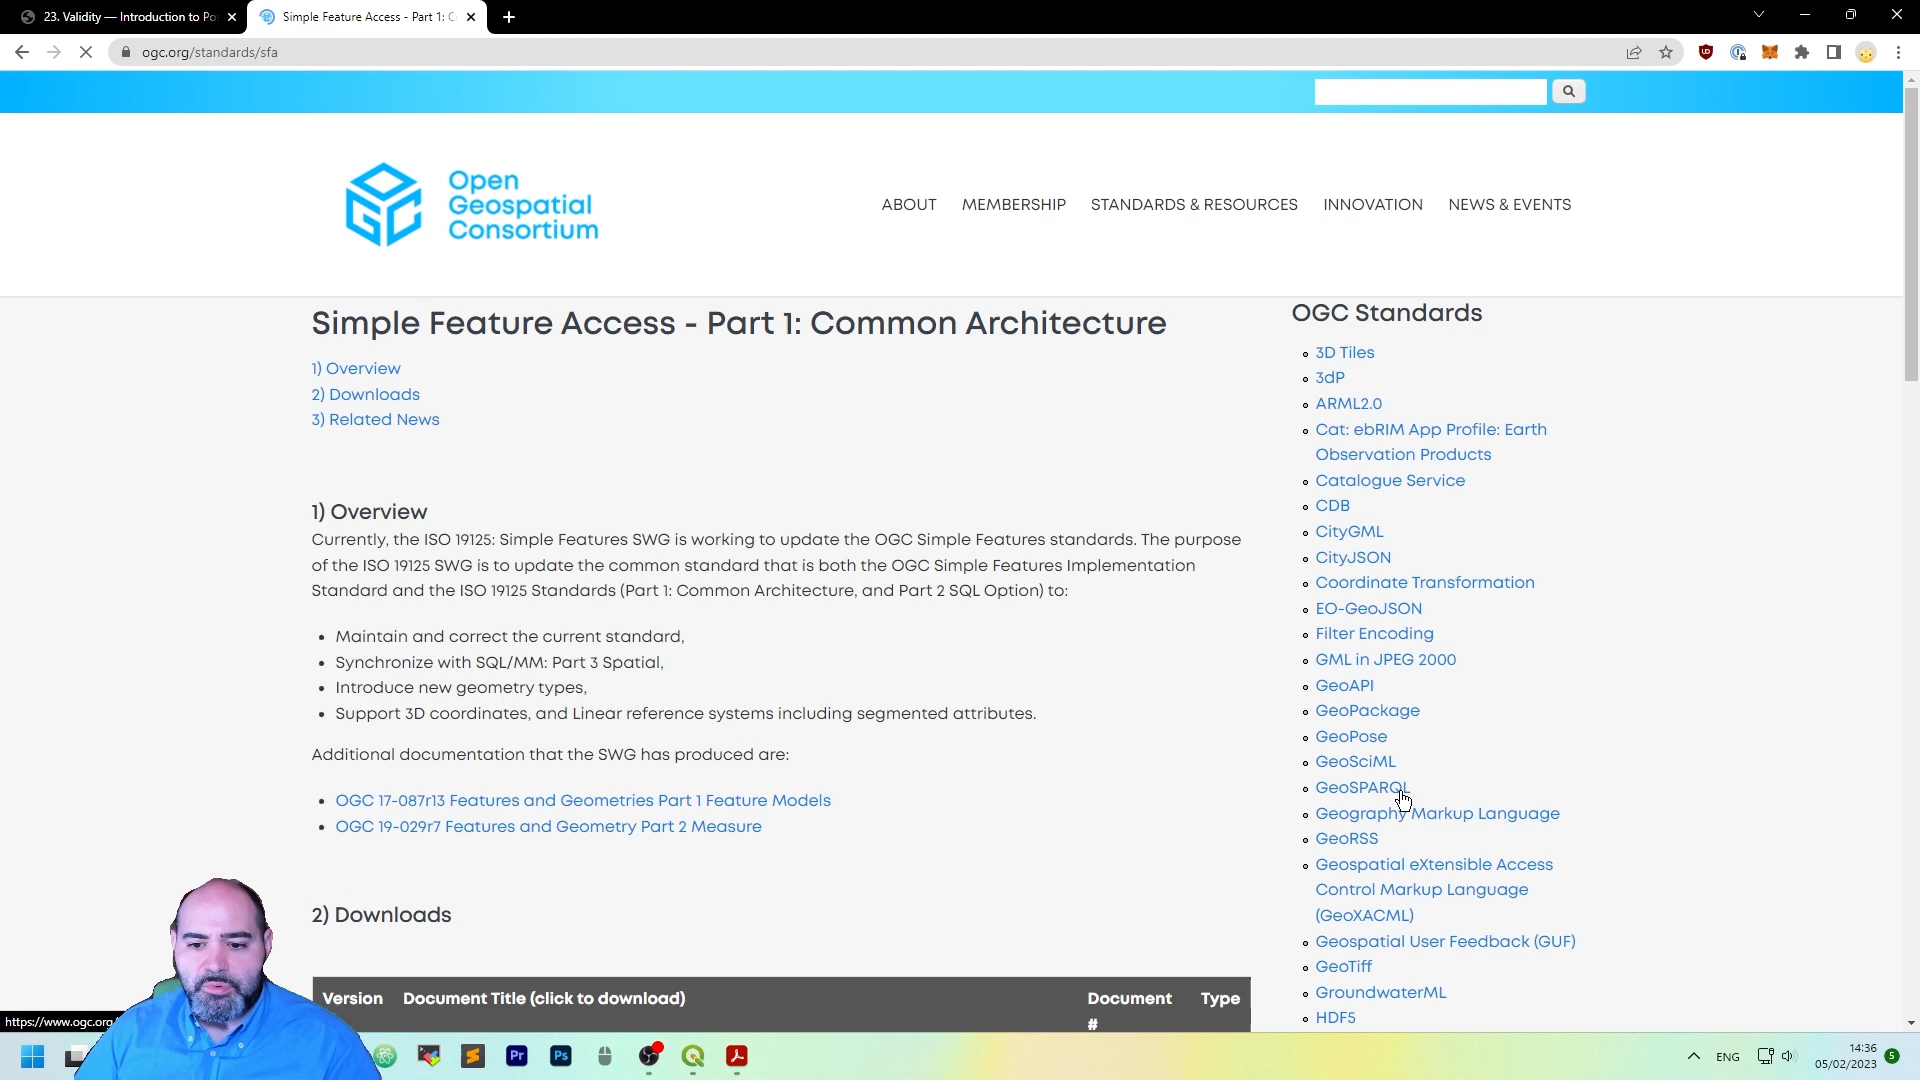 23. Validity — Introduction to Po
Simple Feature Access - Part 1: C
ogc.org/standards/sfa
Open
Geospatial
Consortium
ABOUT
MEMBERSHIP
STANDARDS & RESOURCES
INNOVATION
NEWS & EVENTS
Simple Feature Access - Part 1: Common Architecture
1) Overview
2) Downloads
3) Related News
1) Overview
Currently, the ISO 19125: Simple Features SWG is working to update the OGC Simple Features standards. The purpose
of the ISO 19125 SWG is to update the common standard that is both the OGC Simple Features Implementation
Standard and the ISO 19125 Standards (Part 1: Common Architecture, and Part 2 SQL Option) to:
• Maintain and correct the current standard,
• Synchronize with SQL/MM: Part 3 Spatial,
• Introduce new geometry types,
• Support 3D coordinates, and Linear reference systems including segmented attributes.
Additional documentation that the SWG has produced are:
• OGC 17-087r13 Features and Geometries Part 1 Feature Models
• OGC 19-029r7 Features and Geometry Part 2 Measure
2) Downloads
Version
Document Title (click to download)
Document
#
Type
OGC Standards
3D Tiles
3dP
ARML2.0
Cat: ebRIM App Profile: Earth
Observation Products
Catalogue Service
CDB
CityGML
CityJSON
Coordinate Transformation
EO-GeoJSON
Filter Encoding
GML in JPEG 2000
GeoAPI
GeoPackage
GeoPose
GeoSciML
GeoSPARQL
Geography Markup Language
GeoRSS
Geospatial eXtensible Access
Control Markup Language
(GeoXACML)
Geospatial User Feedback (GUF)
GeoTiff
GroundwaterML
HDF5
https://www.ogc.org/
Pr
Ps
ENG
14:36
05/02/2023
5